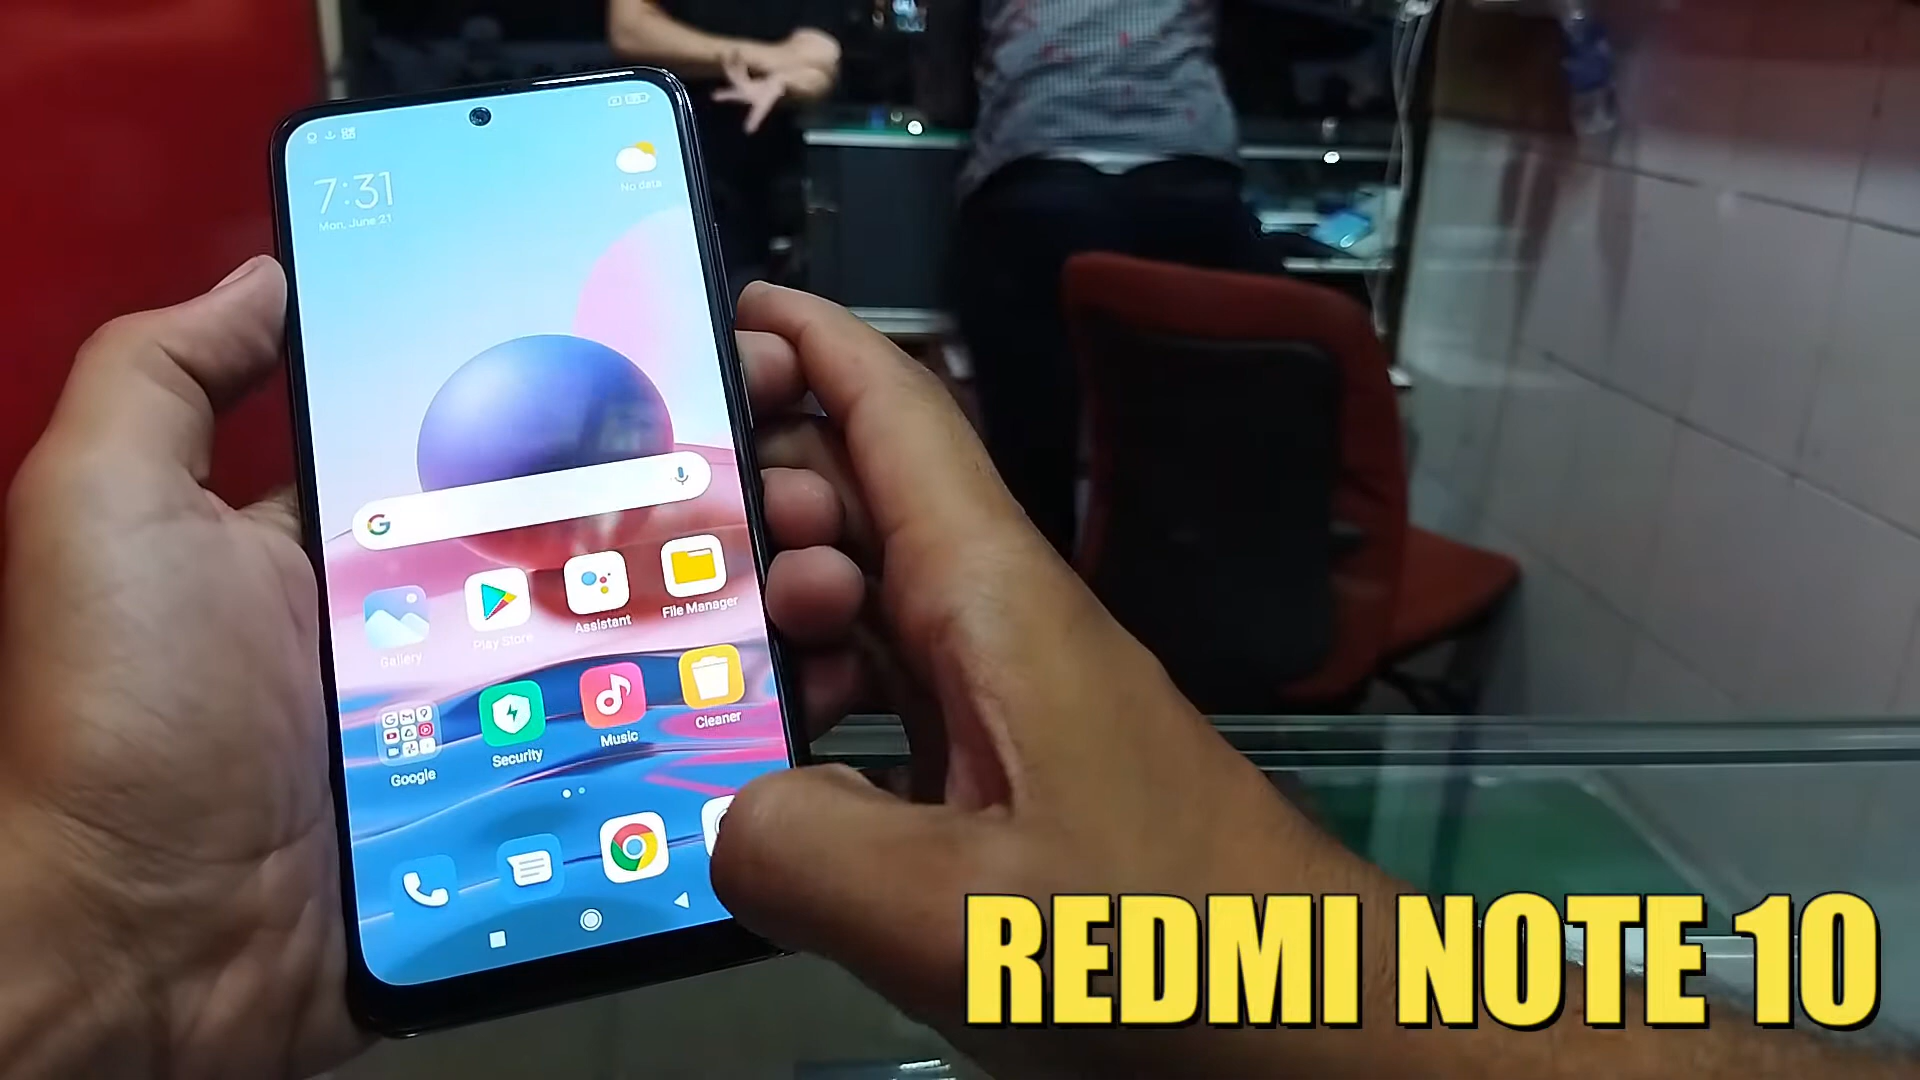 7:31
Mon, June 21
No data
Gallery
Play Store
Assistant
File Manager
Google
Security
Music
Cleaner
REDMI NOTE 10